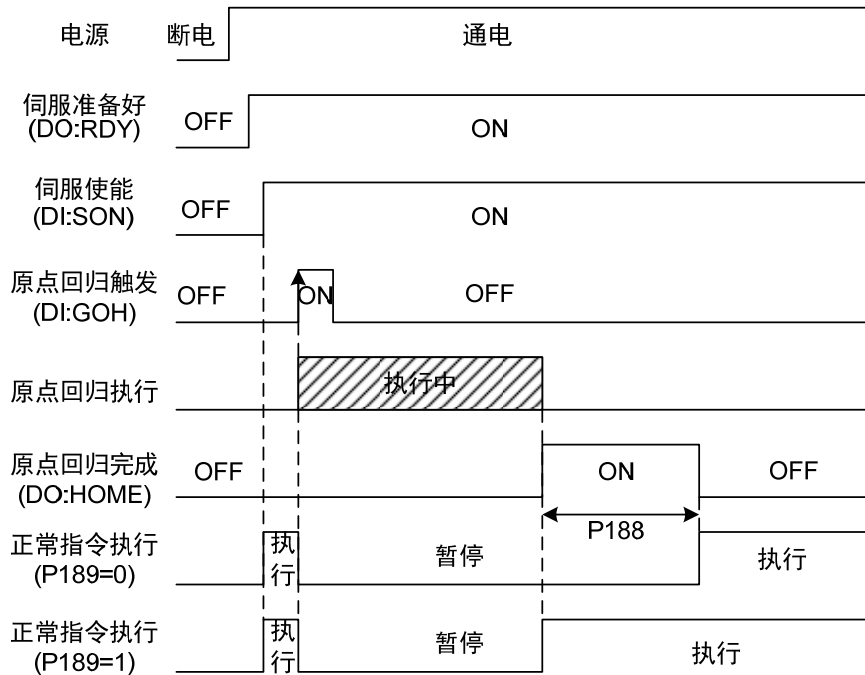 电源 断电 通电
伺服准备好
(DO:RDY) OFF ON
伺服使能
(DI:SON) OFF ON
原点回归触发
(DI:GOH) OFF ON OFF
原点回归执行 执行中
原点回归完成
(DO:HOME) OFF ON OFF
P188
正常指令执行
(P189=0) 执行 暂停 执行
正常指令执行
(P189=1) 执行 暂停 执行